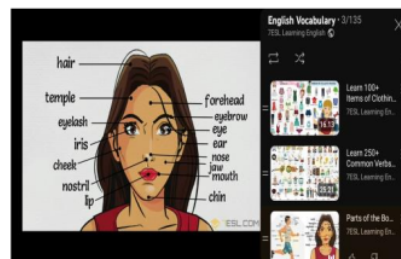 hair
temple
forehead
eyelash
eyebrow
eye
iris
ear
cheek
nose
jaw
nostril
mouth
lip
chin
7ESL.COM
English Vocabulary · 3/135
7ESL Learning English
Learn 100+
Items of Clothin...
7ESL Learning En...
16:13
Learn 250+
Common Verbs...
7ESL Learning En...
25:21
Parts of the Bo...
7ESL Learning En...